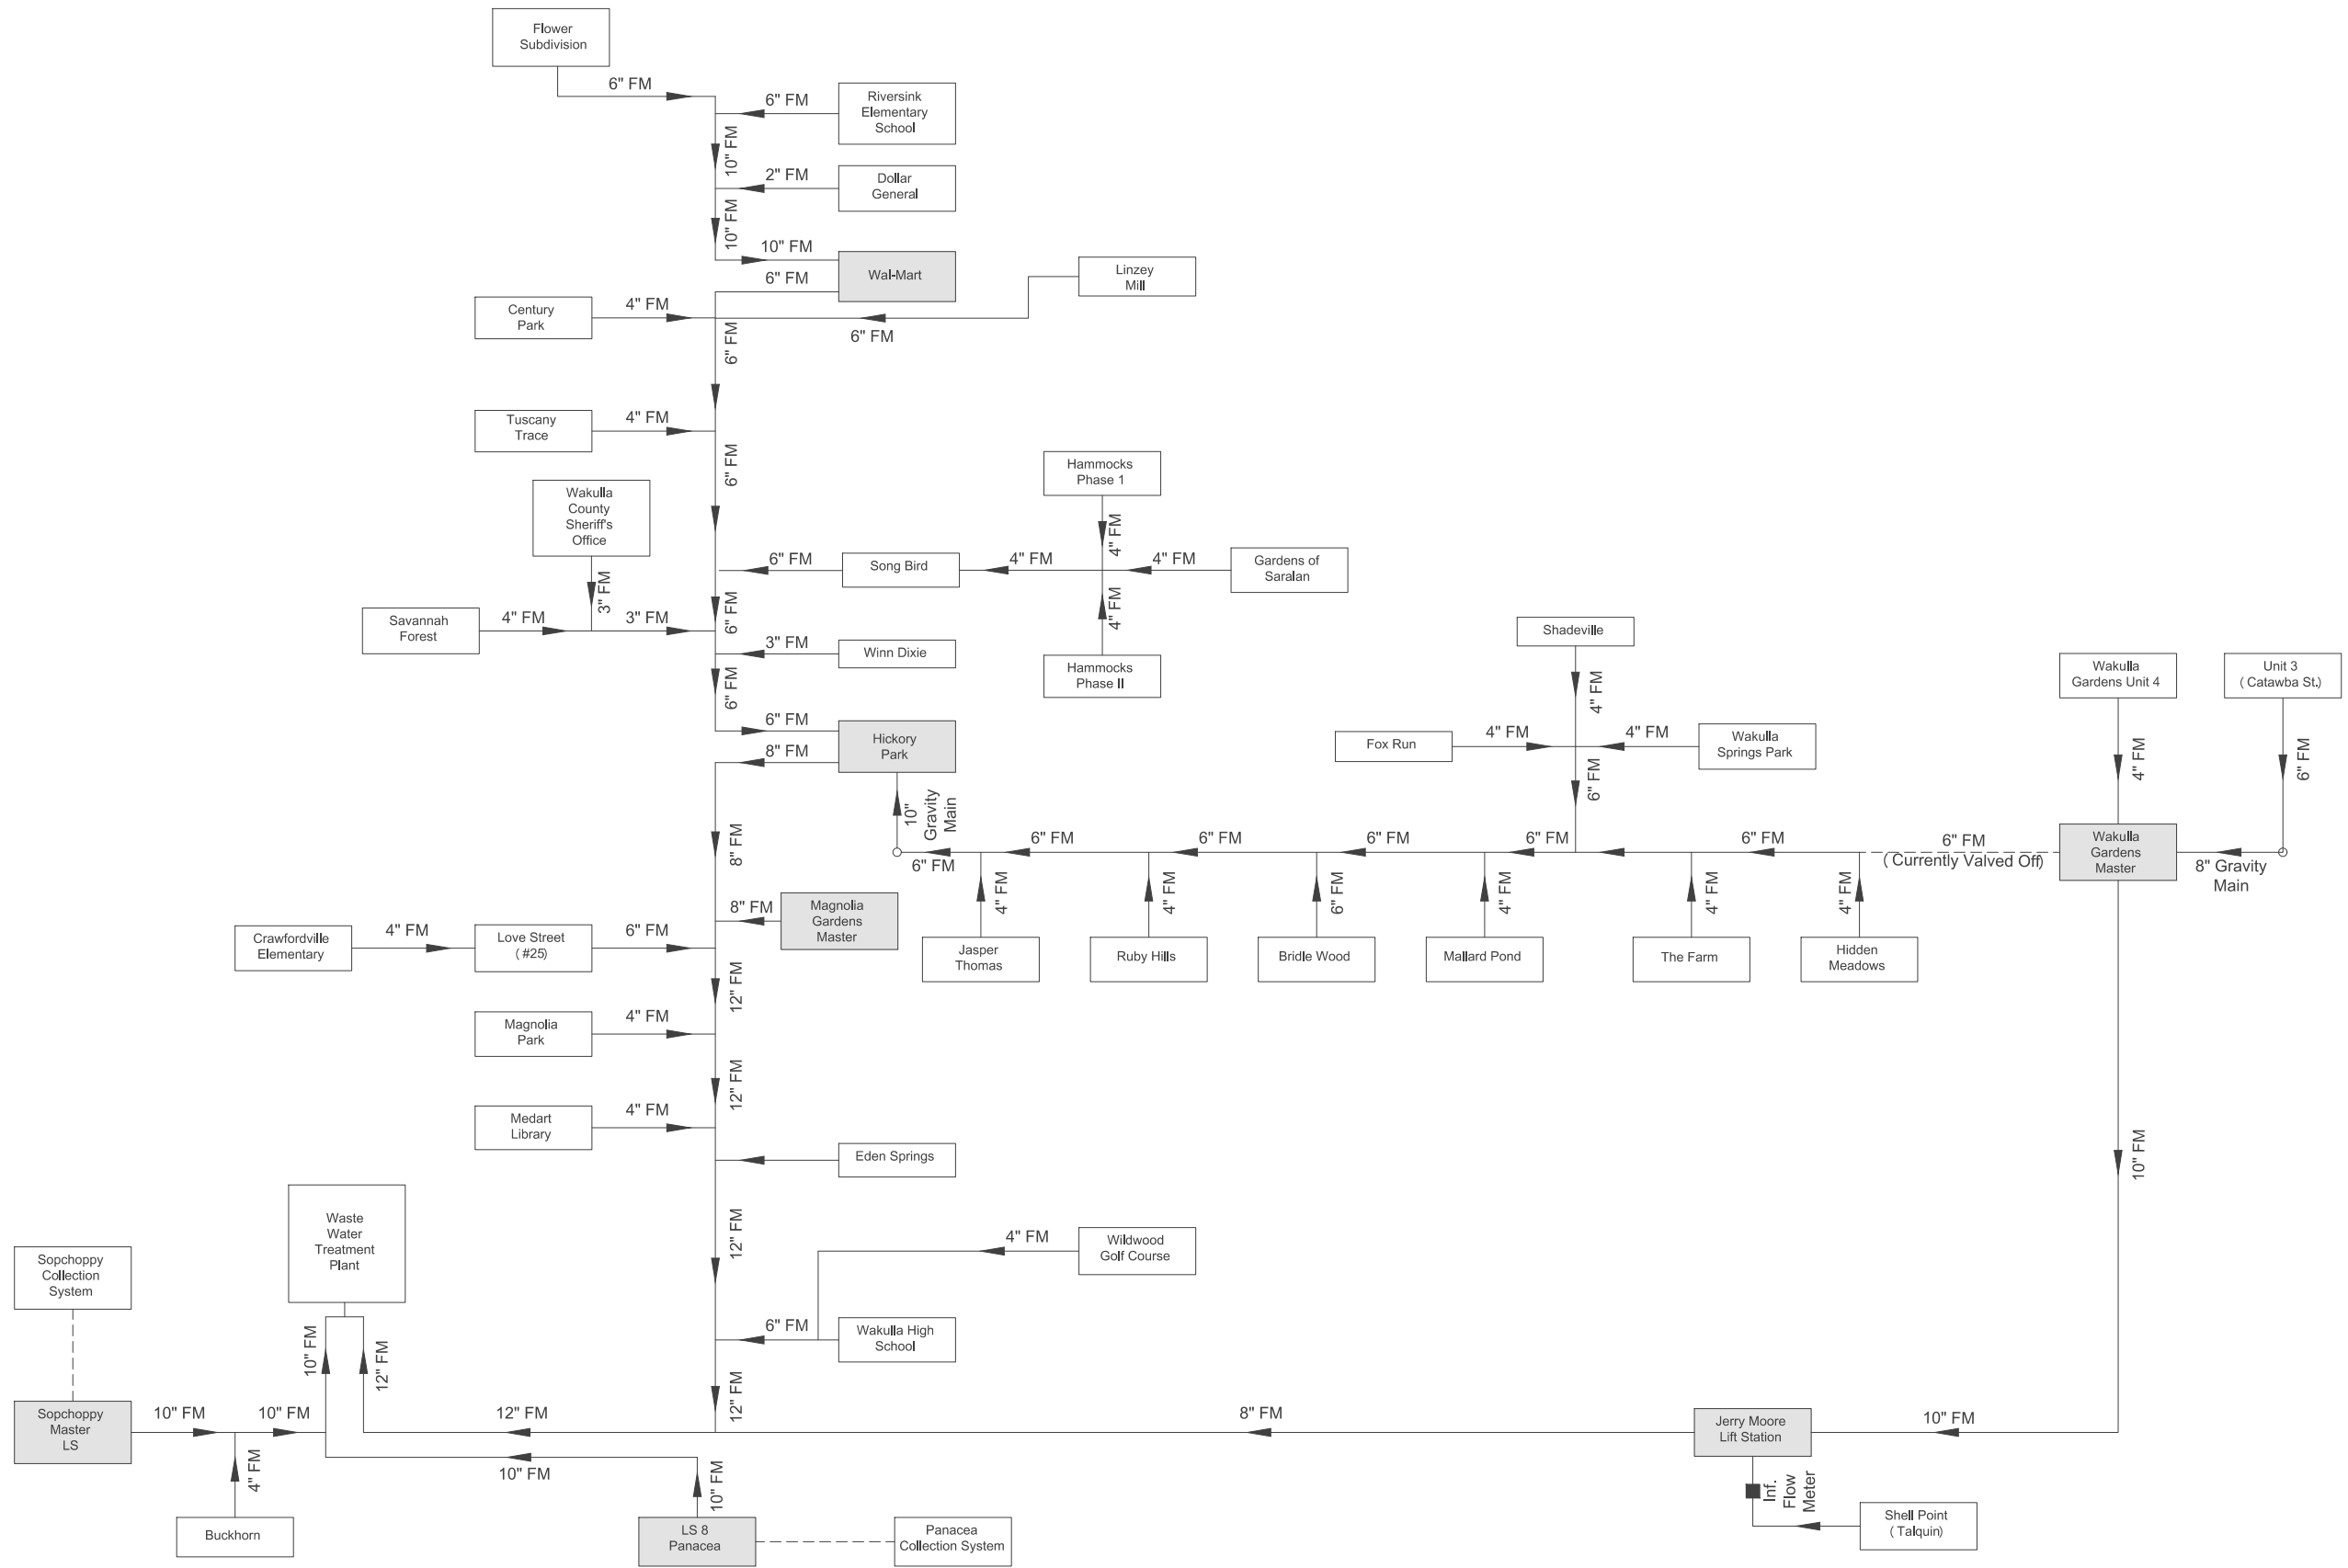 Flower
Subdivision
6" FM
6" FM
Riversink
Elementary
School
10" FM
2" FM
Dollar
General
10" FM
10" FM
Wal-Mart
6" FM
Linzey
Mill
Century
Park
4" FM
6" FM
6" FM
Tuscany
Trace
4" FM
6" FM
Hammocks
Phase 1
Wakulla
County
Sheriff's
Office
3" FM
4" FM
6" FM
Song Bird
4" FM
4" FM
Gardens of
Saralan
4" FM
Savannah
Forest
4" FM
3" FM
6" FM
3" FM
Winn Dixie
Hammocks
Phase II
Shadeville
4" FM
6" FM
6" FM
Hickory
Park
8" FM
Fox Run
4" FM
4" FM
Wakulla
Springs Park
6" FM
Wakulla
Gardens Unit 4
Unit 3
( Catawba St.)
4" FM
6" FM
10"
Gravity
Main
8" FM
6" FM
6" FM
6" FM
6" FM
6" FM
6" FM
6" FM
6" FM
( Currently Valved Off)
Wakulla
Gardens
Master
8" Gravity
Main
4" FM
4" FM
6" FM
4" FM
4" FM
4" FM
8" FM
Magnolia
Gardens
Master
Crawfordville
Elementary
4" FM
Love Street
( #25)
6" FM
Jasper
Thomas
Ruby Hills
Bridle Wood
Mallard Pond
The Farm
Hidden
Meadows
12" FM
Magnolia
Park
4" FM
12" FM
Medart
Library
4" FM
Eden Springs
10" FM
12" FM
4" FM
Wildwood
Golf Course
Waste
Water
Treatment
Plant
Sopchoppy
Collection
System
10" FM
12" FM
6" FM
Wakulla High
School
12" FM
Sopchoppy
Master
LS
10" FM
10" FM
12" FM
8" FM
Jerry Moore
Lift Station
10" FM
4" FM
10" FM
10" FM
Inf.
Flow
Meter
Buckhorn
LS 8
Panacea
Panacea
Collection System
Shell Point
( Talquin)